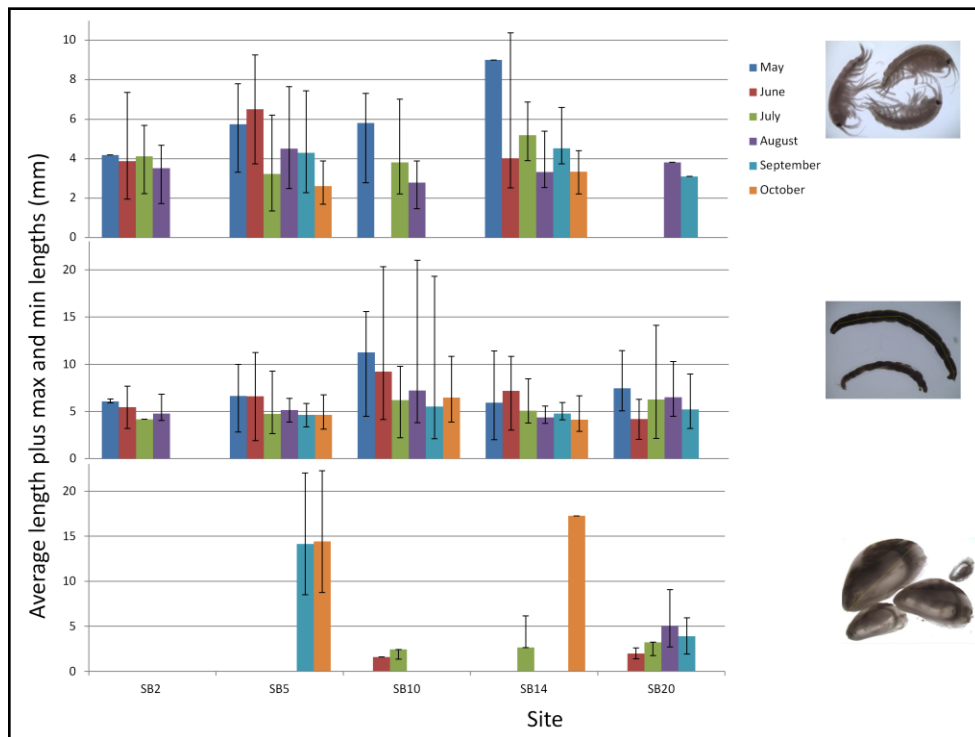 Average length plus max and min lengths (mm)
10
8
6
4
2
0
May
June
July
August
September
October
20
15
10
5
0
20
15
10
5
0
SB2 SB5 SB10 SB14 SB20
Site